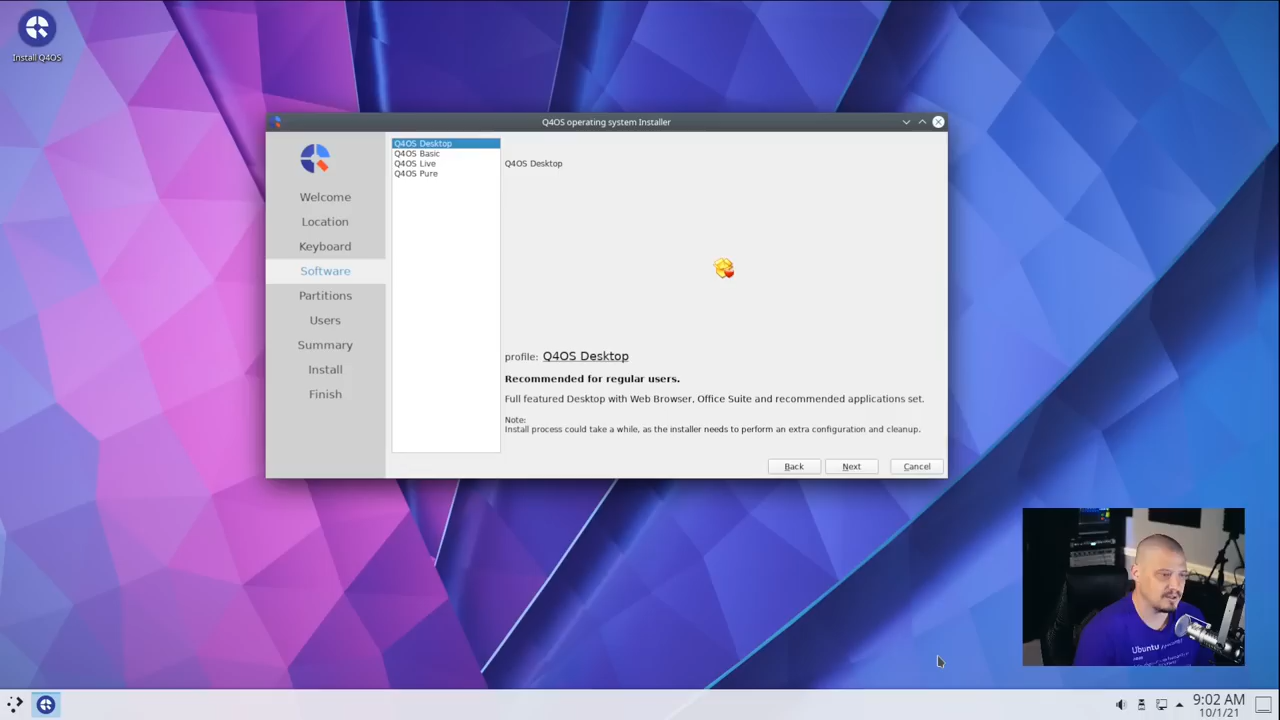 Install Q4OS
Q4OS operating system Installer
Welcome
Location
Keyboard
Software
Partitions
Users
Summary
Install
Finish
Q4OS Desktop
Q4OS Basic
Q4OS Live
Q4OS Pure
Q4OS Desktop
profile: Q4OS Desktop
Recommended for regular users.
Full featured Desktop with Web Browser, Office Suite and recommended applications set.
Note:
Install process could take a while, as the installer needs to perform an extra configuration and cleanup.
Back
Next
Cancel
Ubuntu
9:02 AM
10/1/21